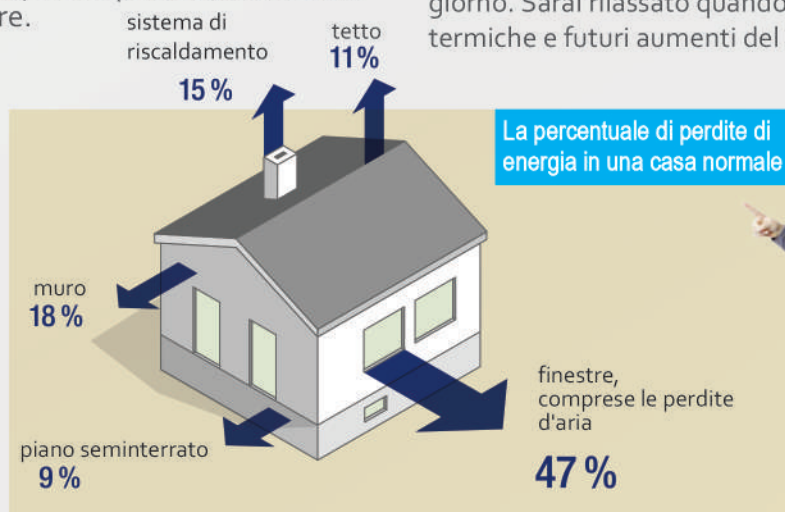 re.
giorno. Sarai rilassato quando
termiche e futuri aumenti del
sistema di
riscaldamento
15 %
tetto
11%
La percentuale di perdite di
energia in una casa normale
muro
18 %
finestre,
comprese le perdite
d'aria
47 %
piano seminterrato
9 %